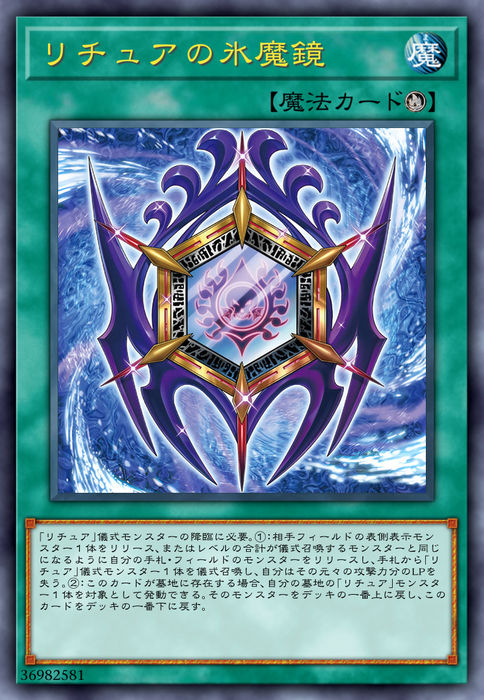 リチュアの氷魔鏡
魔
【魔法カード】
「リチュア」儀式モンスターの降臨に必要。①:相手フィールドの表側表示モン
スター1体をリリース、またはレベルの合計が儀式召喚するモンスターと同じ
になるように自分の手札・フィールドのモンスターをリリースし、手札から「リ
チュア」儀式モンスター1体を儀式召喚し、自分はその元々の攻撃力分のLPを
失う。②:このカードが墓地に存在する場合、自分の墓地の「リチュア」モンスタ
ー1体を対象として発動できる。そのモンスターをデッキの一番上に戻し、この
カードをデッキの一番下に戻す。
36982581